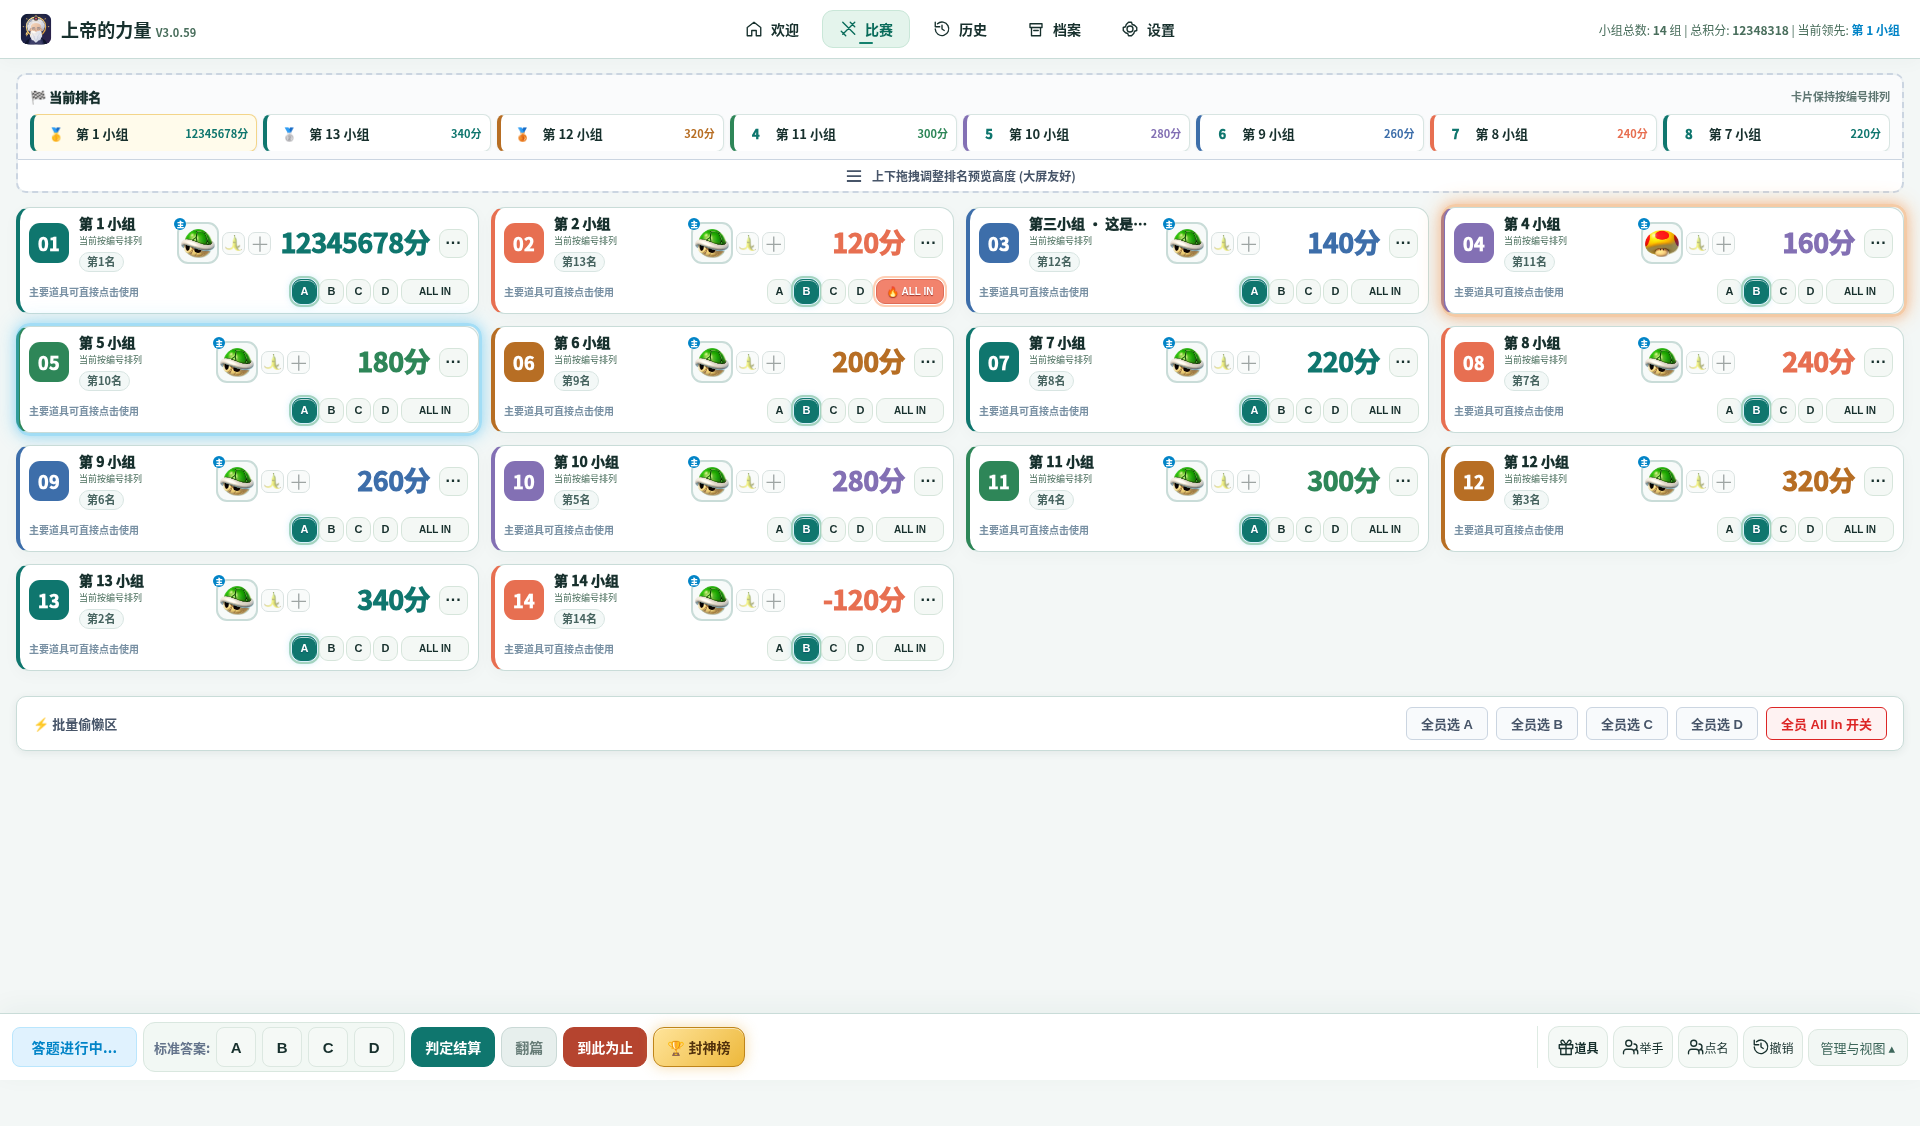 上帝的力量 V3.0.59
欢迎
比赛
历史
档案
设置
小组总数: 14 组 | 总积分: 12348318 | 当前领先: 第 1 小组
🏁 当前排名
卡片保持按编号排列
🥇 第 1 小组 12345678分
🥈 第 13 小组 340分
🥉 第 12 小组 320分
4 第 11 小组 300分
5 第 10 小组 280分
6 第 9 小组 260分
7 第 8 小组 240分
8 第 7 小组 220分
上下拖拽调整排名预览高度 (大屏友好)
01
第 1 小组
当前按编号排列
第1名
主
12345678分
···
主要道具可直接点击使用
A B C D ALL IN
02
第 2 小组
当前按编号排列
第13名
主
120分
···
主要道具可直接点击使用
A B C D 🔥 ALL IN
03
第三小组 · 这是···
当前按编号排列
第12名
主
140分
···
主要道具可直接点击使用
A B C D ALL IN
04
第 4 小组
当前按编号排列
第11名
主
160分
···
主要道具可直接点击使用
A B C D ALL IN
05
第 5 小组
当前按编号排列
第10名
主
180分
···
主要道具可直接点击使用
A B C D ALL IN
06
第 6 小组
当前按编号排列
第9名
主
200分
···
主要道具可直接点击使用
A B C D ALL IN
07
第 7 小组
当前按编号排列
第8名
主
220分
···
主要道具可直接点击使用
A B C D ALL IN
08
第 8 小组
当前按编号排列
第7名
主
240分
···
主要道具可直接点击使用
A B C D ALL IN
09
第 9 小组
当前按编号排列
第6名
主
260分
···
主要道具可直接点击使用
A B C D ALL IN
10
第 10 小组
当前按编号排列
第5名
主
280分
···
主要道具可直接点击使用
A B C D ALL IN
11
第 11 小组
当前按编号排列
第4名
主
300分
···
主要道具可直接点击使用
A B C D ALL IN
12
第 12 小组
当前按编号排列
第3名
主
320分
···
主要道具可直接点击使用
A B C D ALL IN
13
第 13 小组
当前按编号排列
第2名
主
340分
···
主要道具可直接点击使用
A B C D ALL IN
14
第 14 小组
当前按编号排列
第14名
主
-120分
···
主要道具可直接点击使用
A B C D ALL IN
⚡ 批量偷懒区
全员选 A
全员选 B
全员选 C
全员选 D
全员 All In 开关
答题进行中...
标准答案: A B C D
判定结算
翻篇
到此为止
🏆 封神榜
道具
举手
点名
撤销
管理与视图 ▴